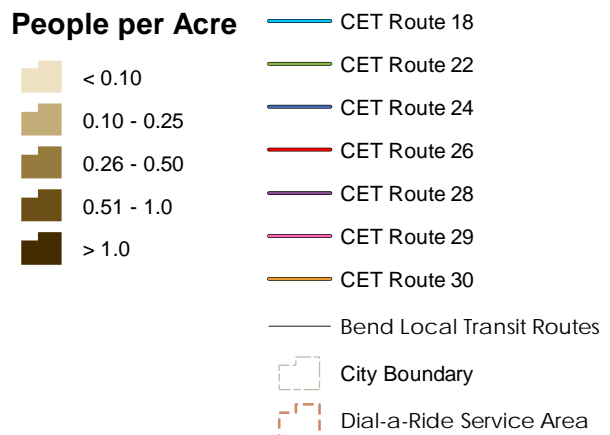 People per Acre
< 0.10
0.10 - 0.25
0.26 - 0.50
0.51 - 1.0
> 1.0
CET Route 18
CET Route 22
CET Route 24
CET Route 26
CET Route 28
CET Route 29
CET Route 30
Bend Local Transit Routes
City Boundary
Dial-a-Ride Service Area